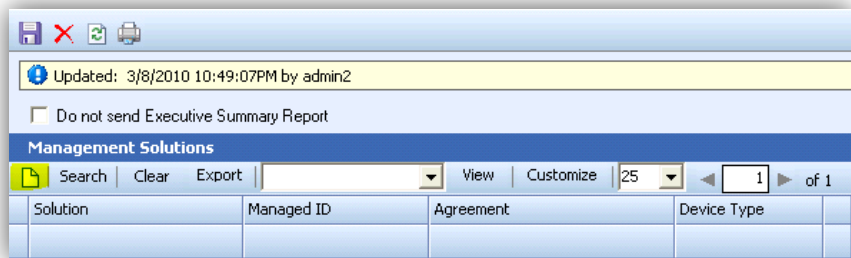 Updated: 3/8/2010 10:49:07PM by admin2
Do not send Executive Summary Report
Management Solutions
Search Clear Export View Customize 25 1 of 1
Solution Managed ID Agreement Device Type